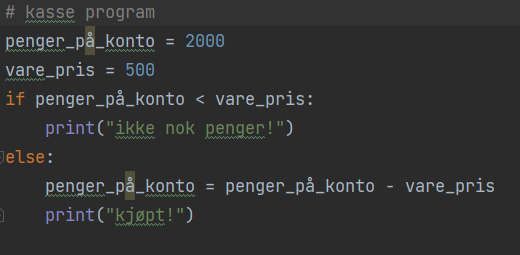 # kasse program
penger_på_konto = 2000
vare_pris = 500
if penger_på_konto < vare_pris:
    print("ikke nok penger!")
else:
    penger_på_konto = penger_på_konto - vare_pris
    print("kjøpt!")